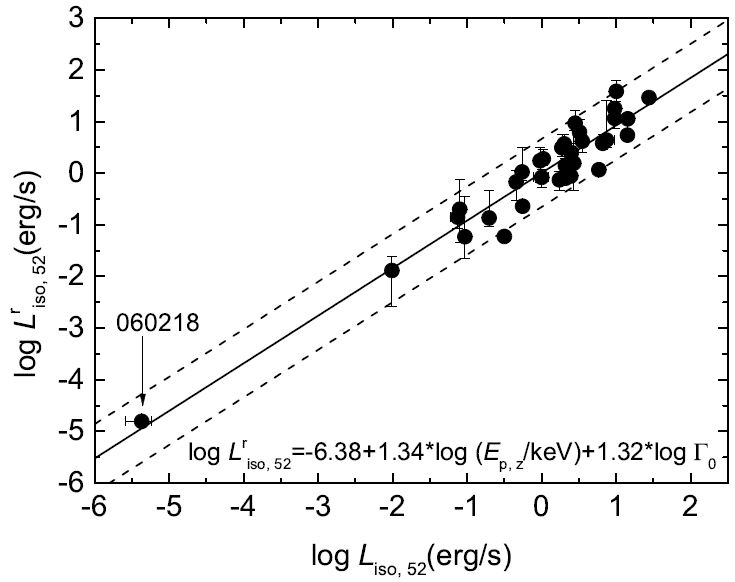 3
2
1
0
-1
-2
-3
-4
-5
-6
log L^r_iso, 52(erg/s)
060218
log L^r_iso, 52=-6.38+1.34*log (E_p, z/keV)+1.32*log Γ_0
-6 -5 -4 -3 -2 -1 0 1 2
log L_iso, 52(erg/s)